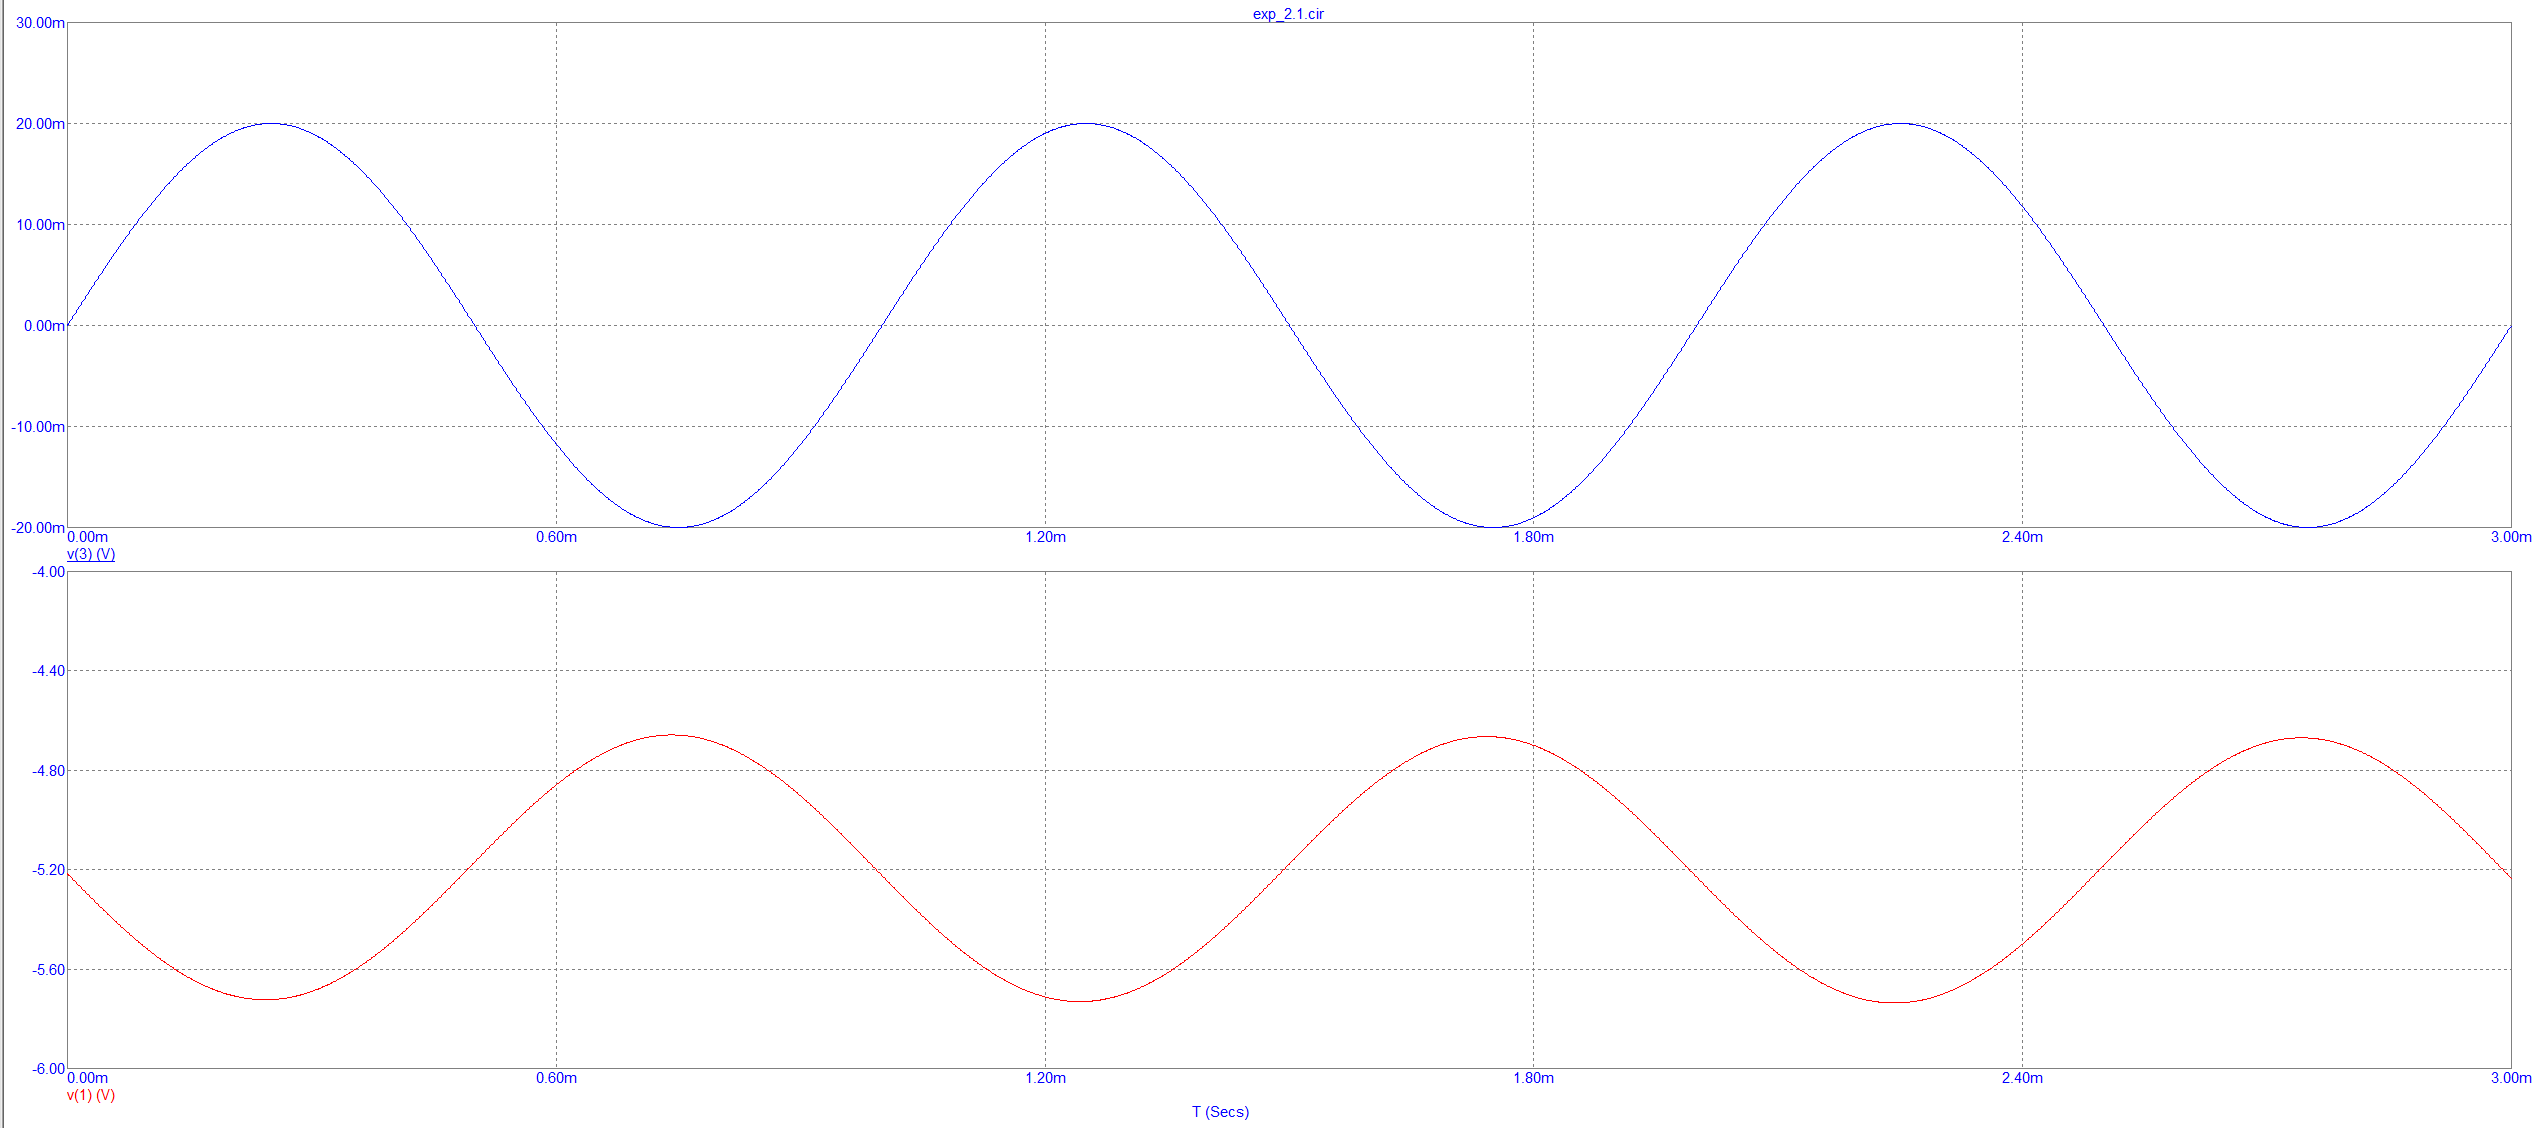 exp_2.1.cir
30.00m
20.00m
10.00m
0.00m
-10.00m
-20.00m
0.00m 0.60m 1.20m 1.80m 2.40m 3.00m
v(3) (V)
-4.00
-4.40
-4.80
-5.20
-5.60
-6.00
0.00m 0.60m 1.20m 1.80m 2.40m 3.00m
v(1) (V)
T (Secs)